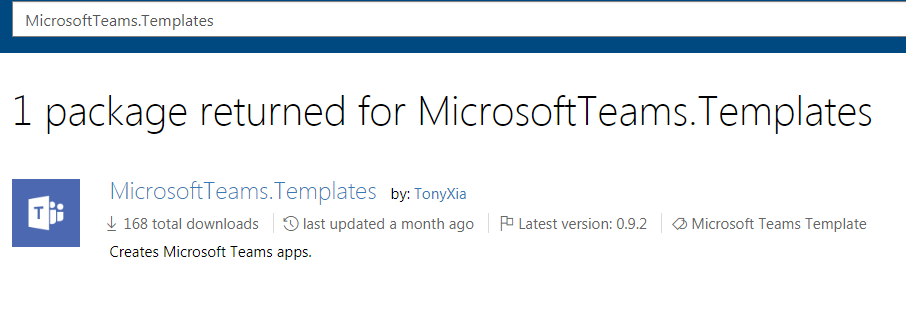 MicrosoftTeams.Templates
1 package returned for MicrosoftTeams.Templates
MicrosoftTeams.Templates by: TonyXia
168 total downloads last updated a month ago Latest version: 0.9.2 Microsoft Teams Template
T
Creates Microsoft Teams apps.